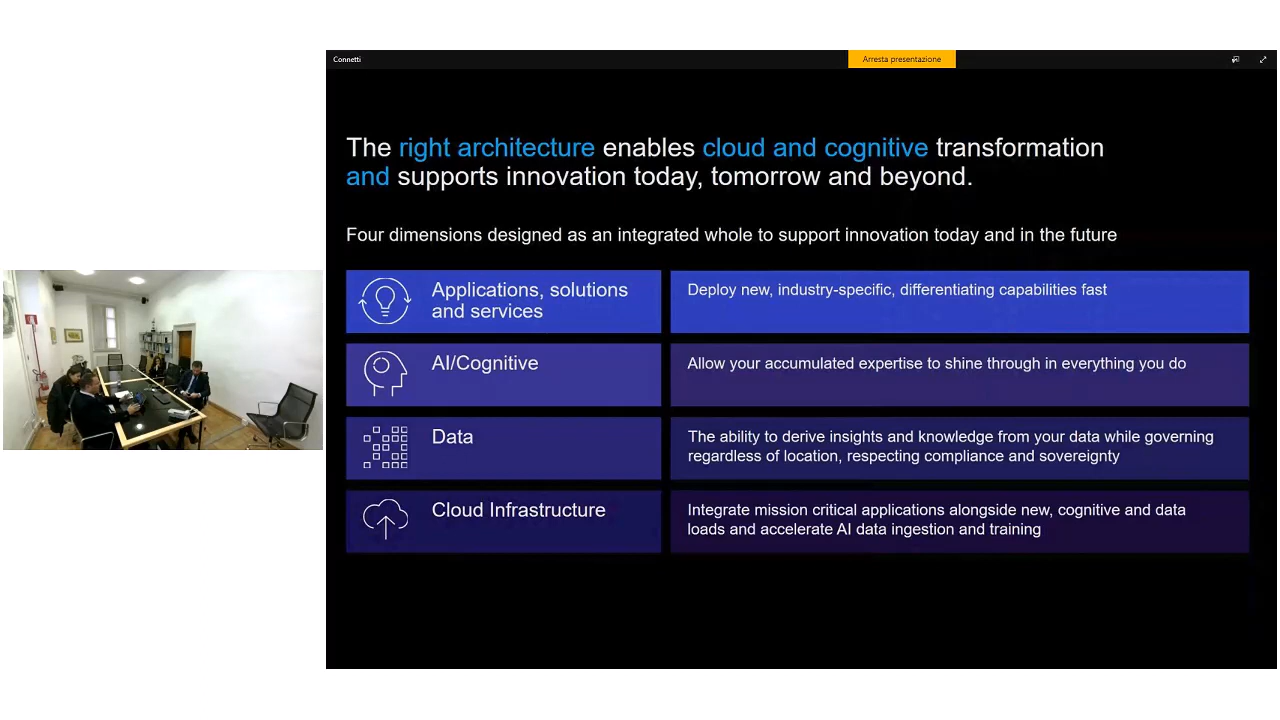 Connetti
Arresta presentazione
The right architecture enables cloud and cognitive transformation
and supports innovation today, tomorrow and beyond.
Four dimensions designed as an integrated whole to support innovation today and in the future
Applications, solutions
and services
Deploy new, industry-specific, differentiating capabilities fast
AI/Cognitive
Allow your accumulated expertise to shine through in everything you do
Data
The ability to derive insights and knowledge from your data while governing
regardless of location, respecting compliance and sovereignty
Cloud Infrastructure
Integrate mission critical applications alongside new, cognitive and data
loads and accelerate AI data ingestion and training